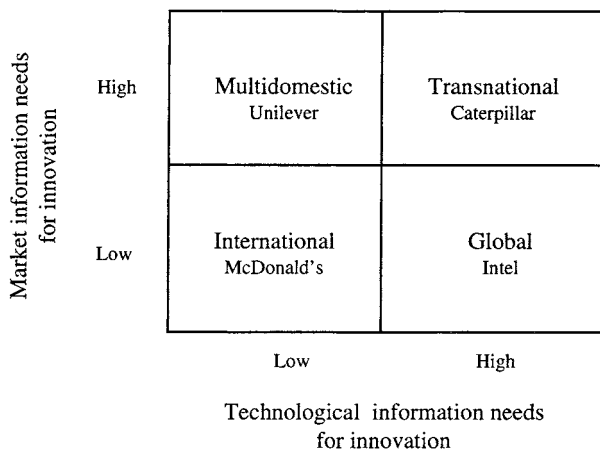 Market information needs
for innovation
High
Multidomestic
Unilever
Transnational
Caterpillar
Low
International
McDonald's
Global
Intel
Low
High
Technological information needs
for innovation